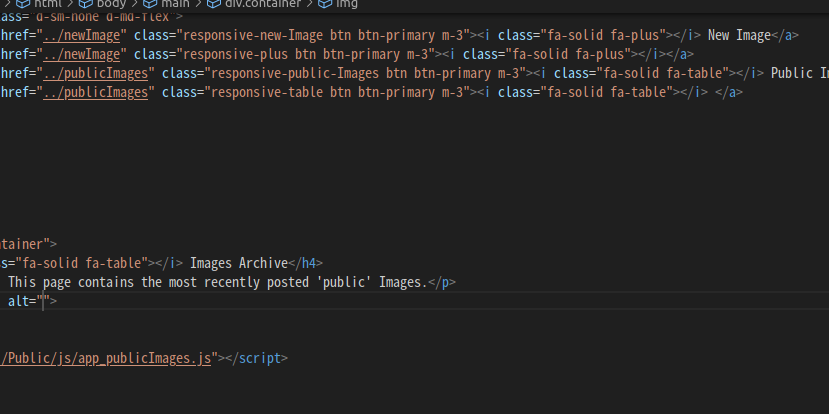 html > body > main > div.container > img
ass="d-sm-none d-md-flex">
href="../newImage" class="responsive-new-Image btn btn-primary m-3"><i class="fa-solid fa-plus"></i> New Image</a>
href="../newImage" class="responsive-plus btn btn-primary m-3"><i class="fa-solid fa-plus"></i></a>
href="../publicImages" class="responsive-public-Images btn btn-primary m-3"><i class="fa-solid fa-table"></i> Public Im
href="../publicImages" class="responsive-table btn btn-primary m-3"><i class="fa-solid fa-table"></i> </a>
ntainer">
s="fa-solid fa-table"></i> Images Archive</h4>
This page contains the most recently posted 'public' Images.</p>
alt="">
/Public/js/app_publicImages.js"></script>